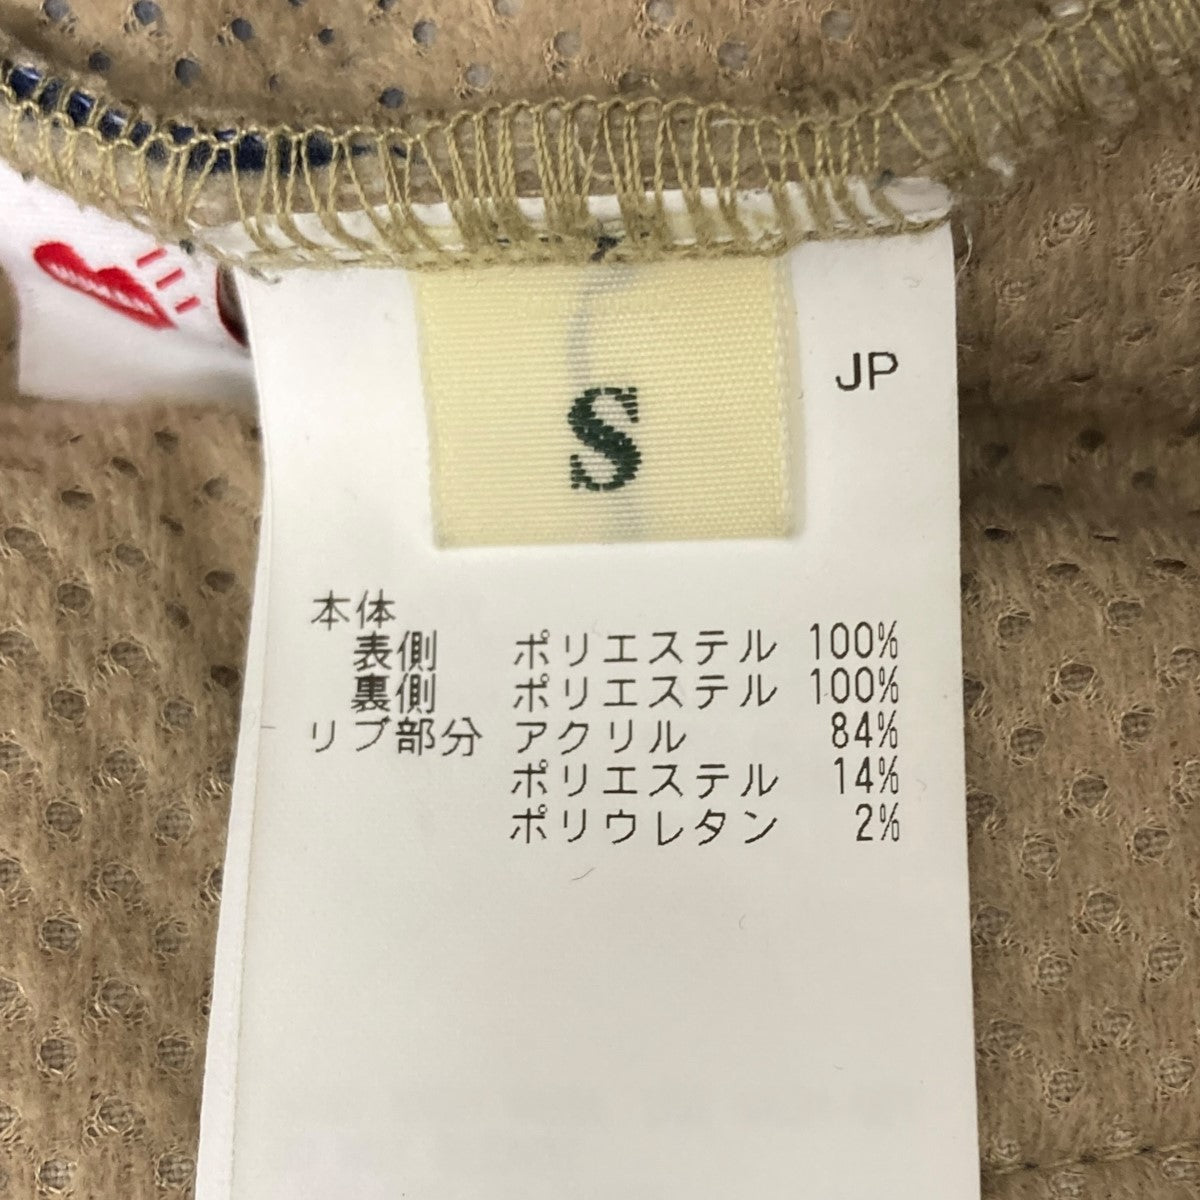 S
JP
本体
表側 ポリエステル 100%
裏側 ポリエステル 100%
リブ部分 アクリル 84%
ポリエステル 14%
ポリウレタン 2%